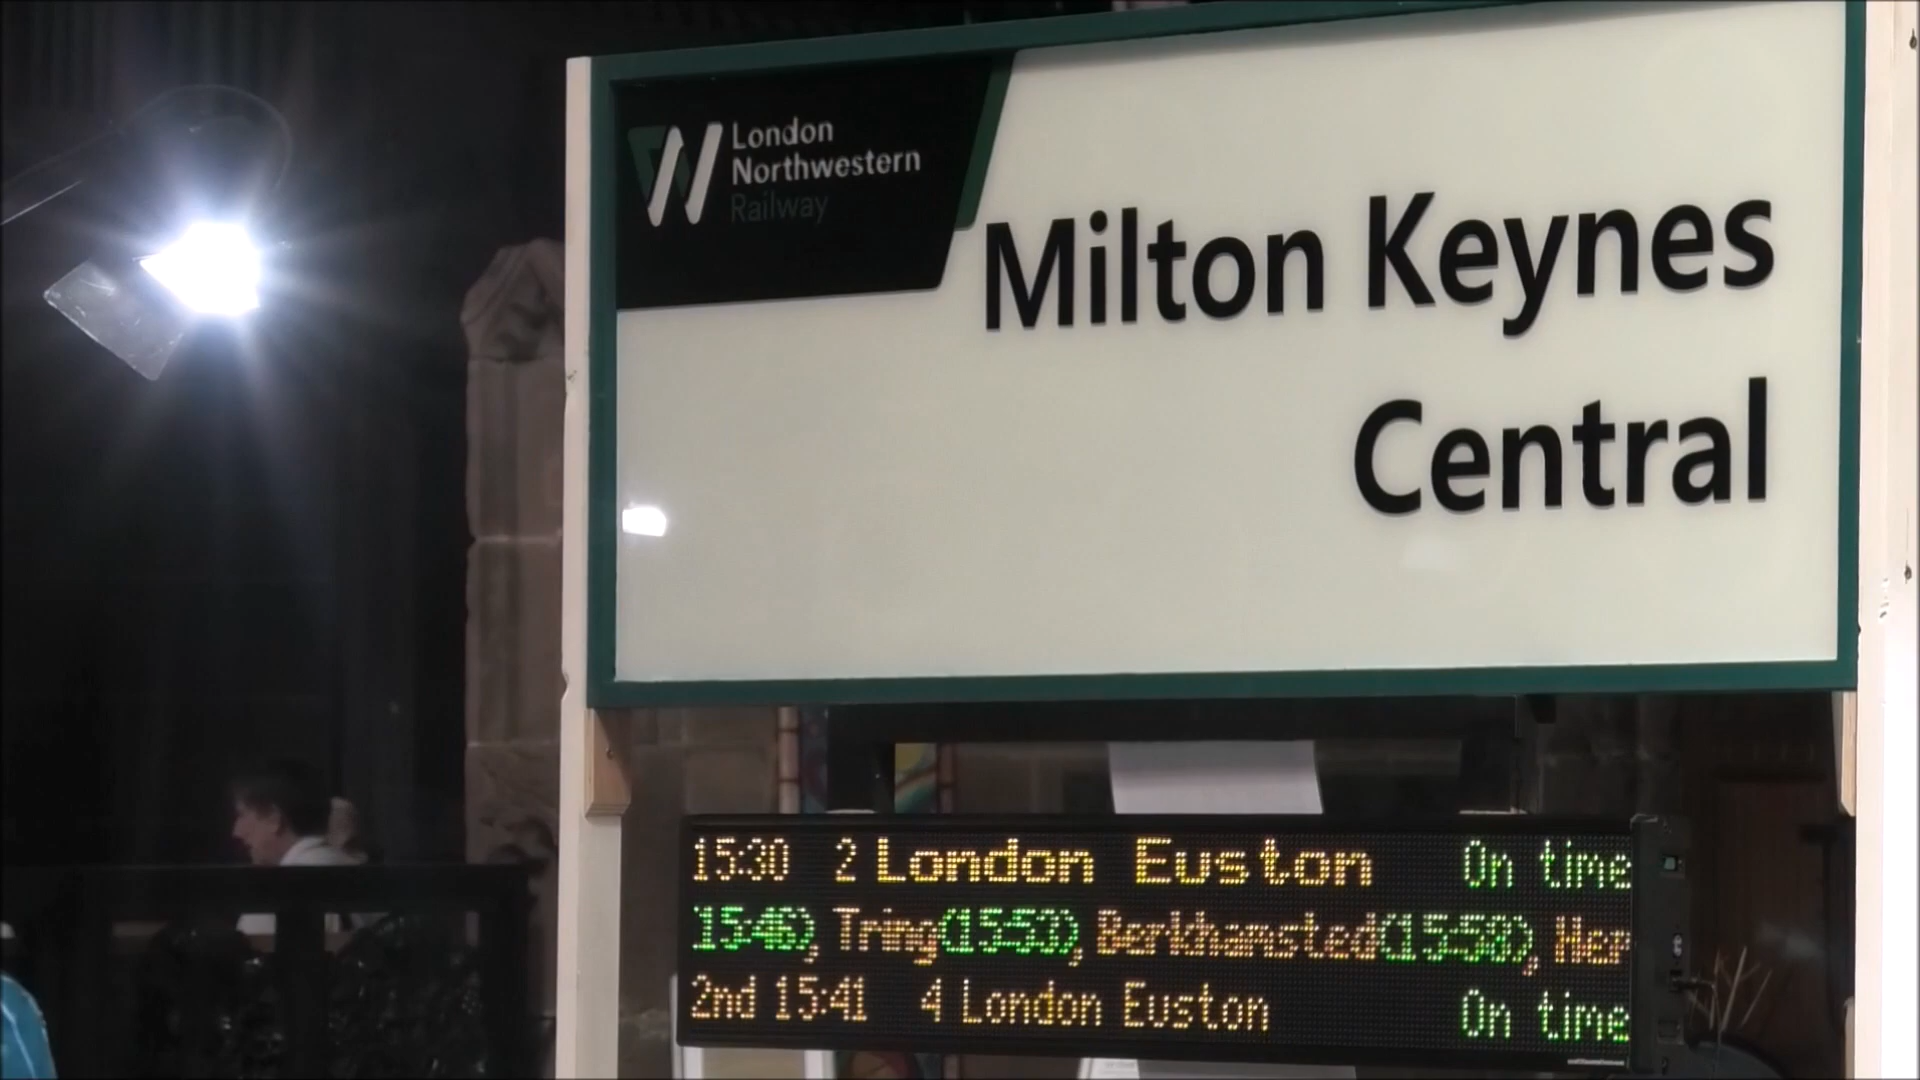 London
Northwestern
Railway
Milton Keynes
Central
15:30 2 London Euston On time
15:46), Tring(15:53), Berkhamsted(15:58), Her
2nd 15:41 4 London Euston On time